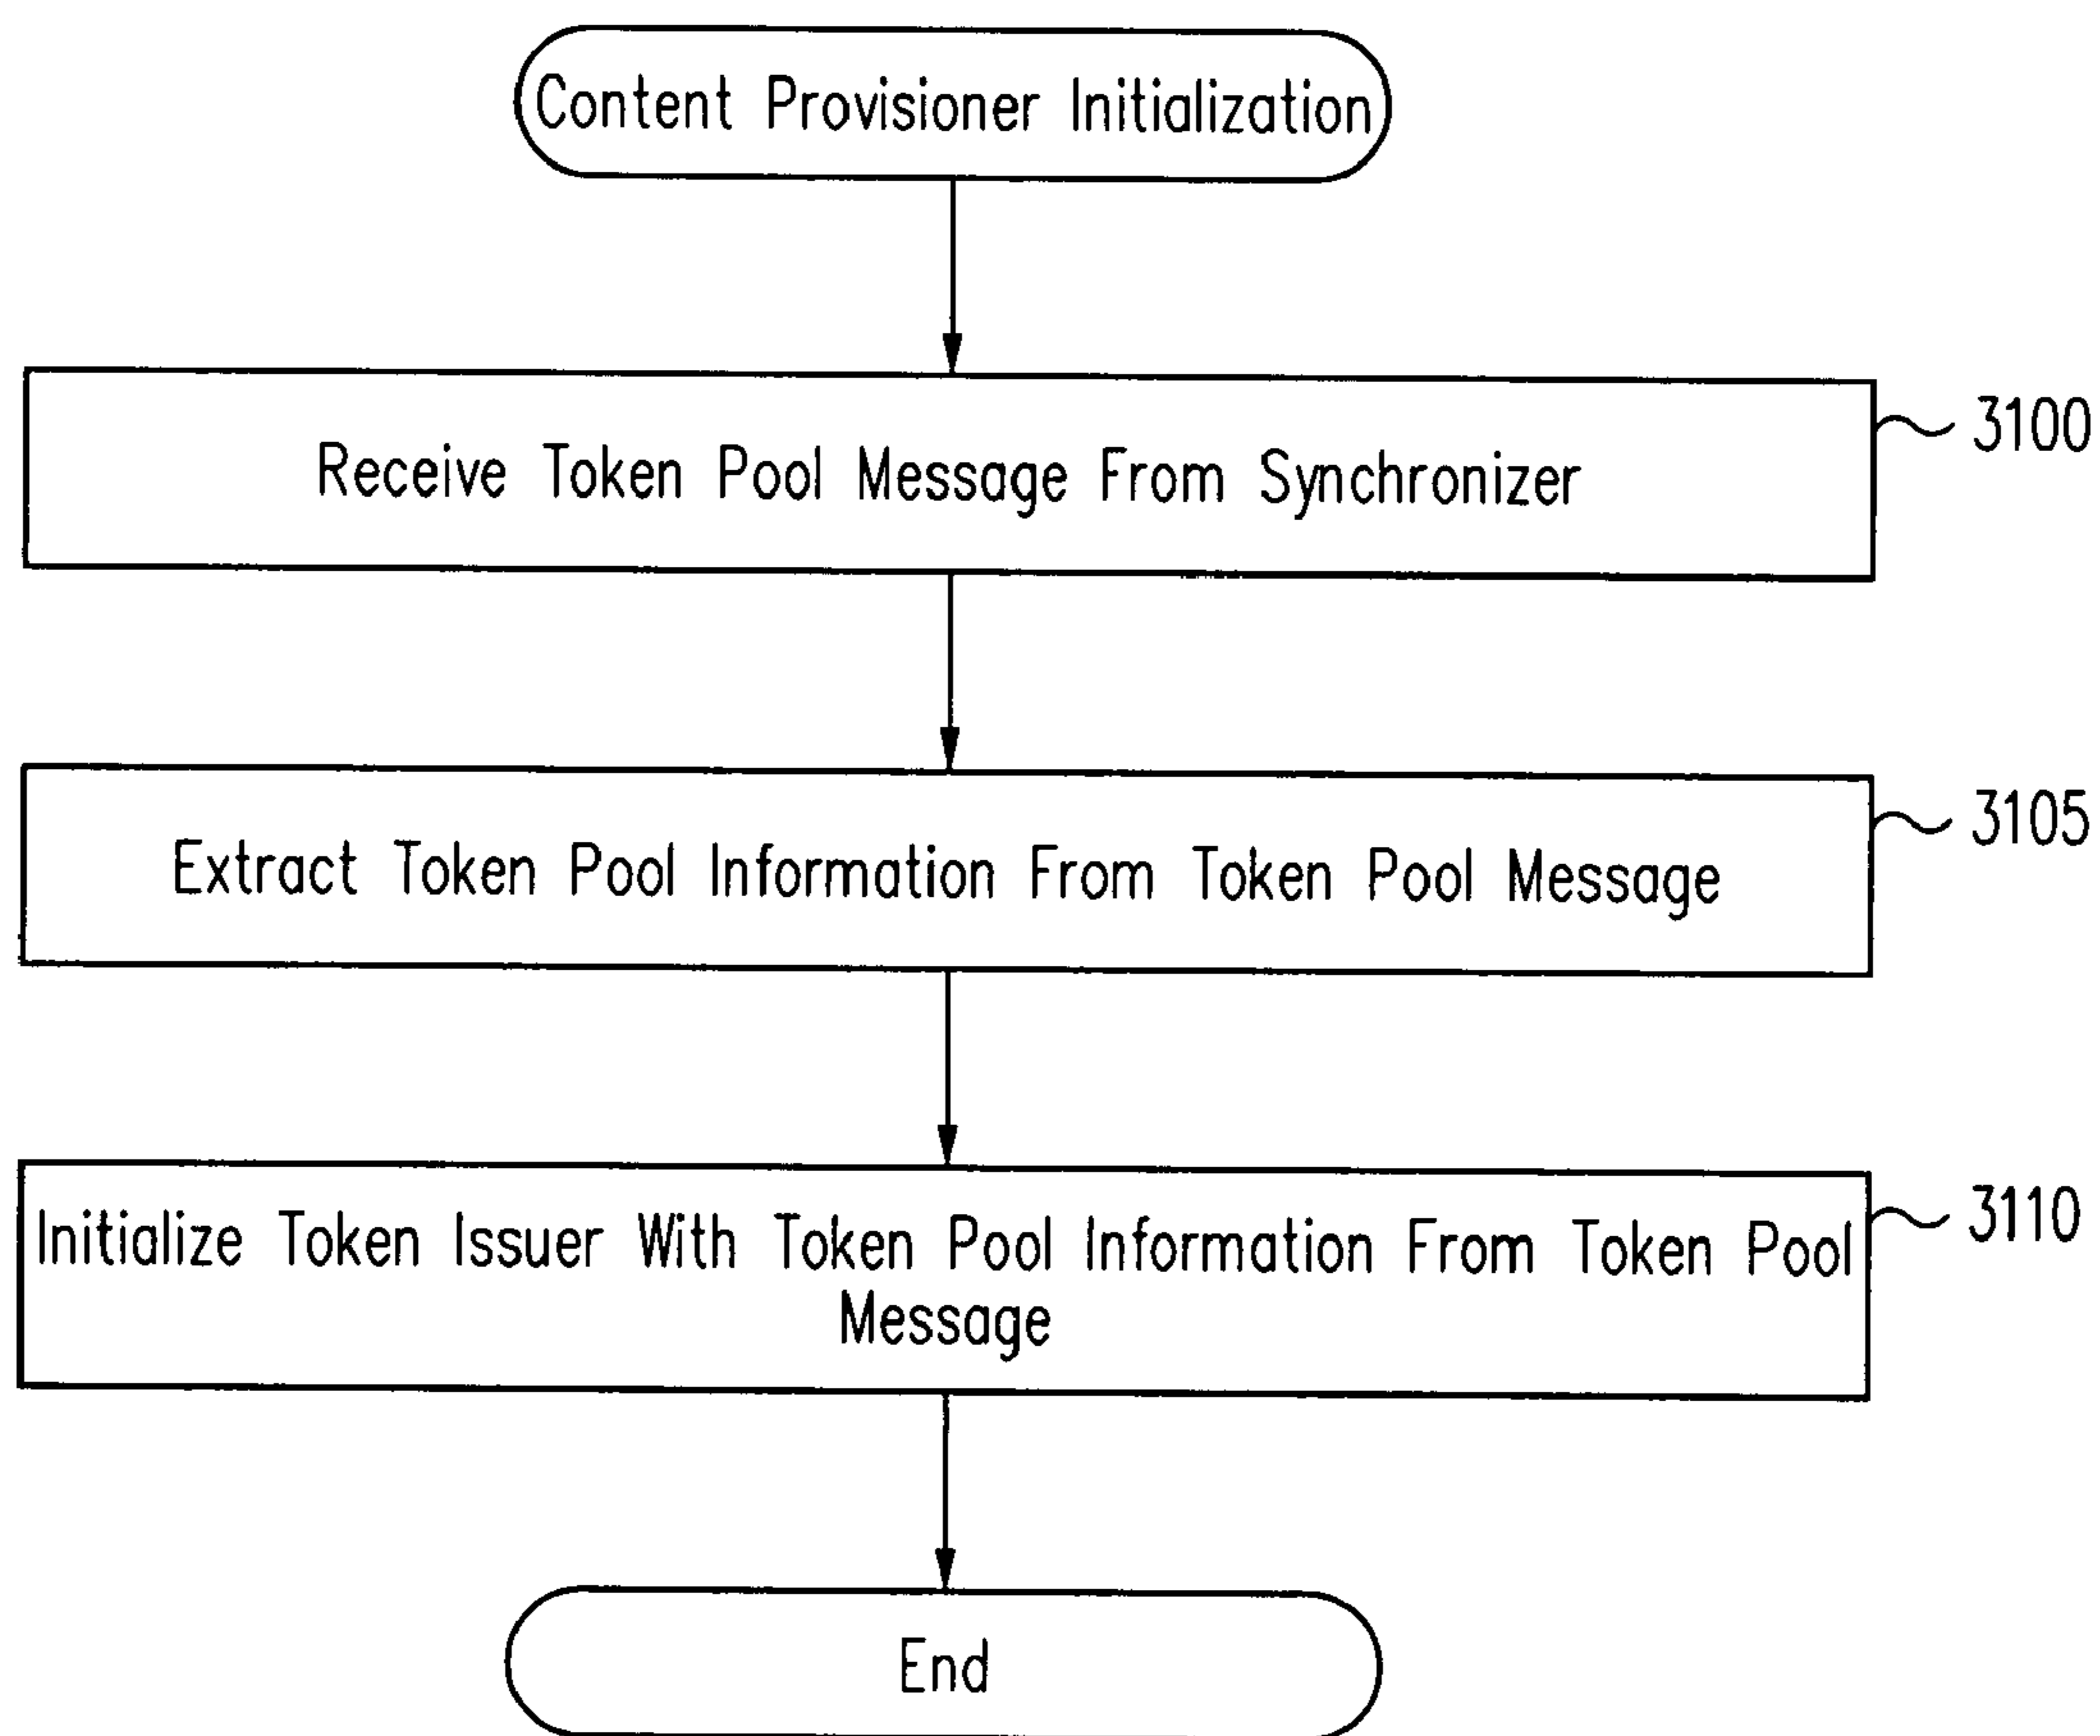 Content Provisioner Initialization
Receive Token Pool Message From Synchronizer
3100
Extract Token Pool Information From Token Pool Message
3105
Initialize Token Issuer With Token Pool Information From Token Pool
Message
3110
End